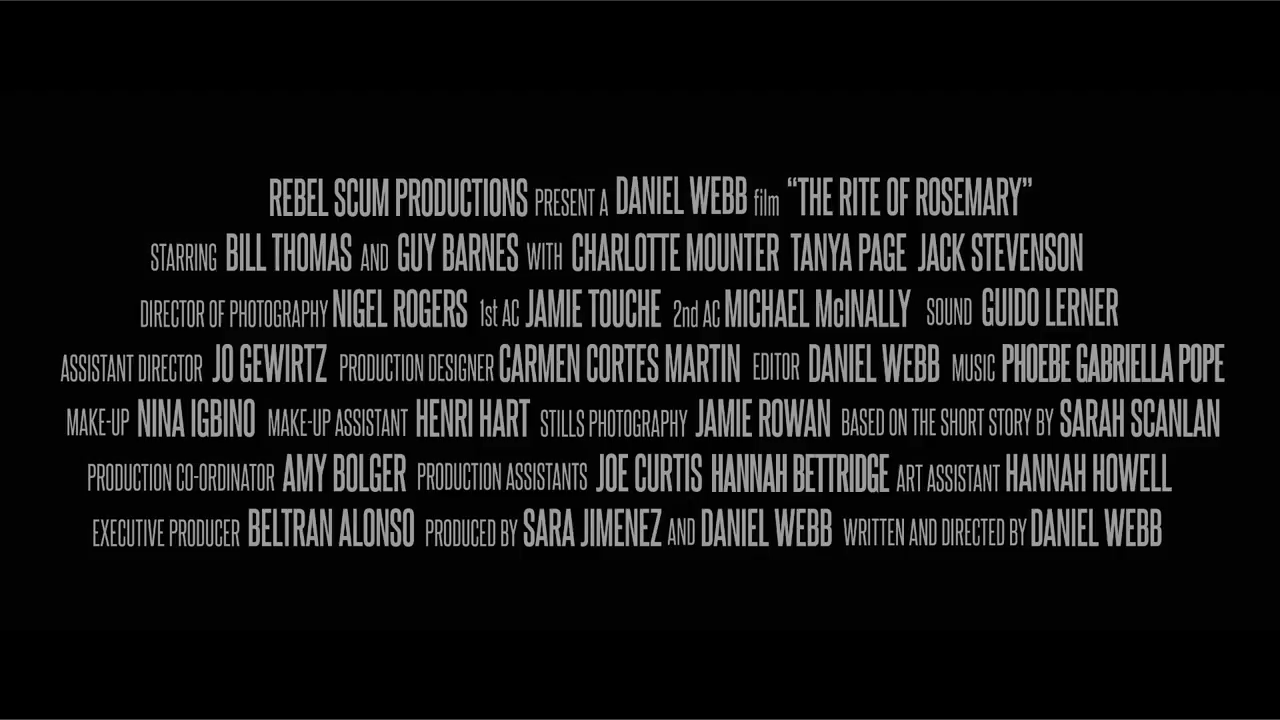 REBEL SCUM PRODUCTIONS PRESENT A DANIEL WEBB film “THE RITE OF ROSEMARY”
STARRING BILL THOMAS AND GUY BARNES WITH CHARLOTTE MOUNTER TANYA PAGE JACK STEVENSON
DIRECTOR OF PHOTOGRAPHY NIGEL ROGERS 1st AC JAMIE TOUCHE 2nd AC MICHAEL McINALLY SOUND GUIDO LERNER
ASSISTANT DIRECTOR JO GEWIRTZ PRODUCTION DESIGNER CARMEN CORTES MARTIN EDITOR DANIEL WEBB MUSIC PHOEBE GABRIELLA POPE
MAKE-UP NINA IGBINO MAKE-UP ASSISTANT HENRI HART STILLS PHOTOGRAPHY JAMIE ROWAN BASED ON THE SHORT STORY BY SARAH SCANLAN
PRODUCTION CO-ORDINATOR AMY BOLGER PRODUCTION ASSISTANTS JOE CURTIS HANNAH BETTRIDGE ART ASSISTANT HANNAH HOWELL
EXECUTIVE PRODUCER BELTRAN ALONSO PRODUCED BY SARA JIMENEZ AND DANIEL WEBB WRITTEN AND DIRECTED BY DANIEL WEBB